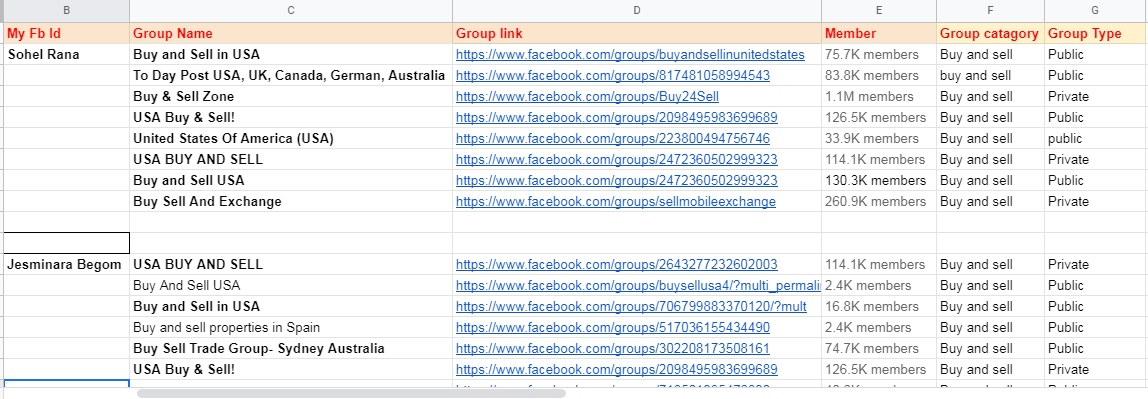 B C D E F G
My Fb Id Group Name Group link Member Group catagory Group Type
Sohel Rana Buy and Sell in USA https://www.facebook.com/groups/buyandsellinunitedstates 75.7K members Buy and sell Public
To Day Post USA, UK, Canada, German, Australia https://www.facebook.com/groups/817481058994543 83.8K members buy and sell Public
Buy & Sell Zone https://www.facebook.com/groups/Buy24Sell 1.1M members Buy and sell Private
USA Buy & Sell! https://www.facebook.com/groups/2098495983699689 126.5K members Buy and sell Public
United States Of America (USA) https://www.facebook.com/groups/223800494756746 33.9K members Buy and sell public
USA BUY AND SELL https://www.facebook.com/groups/2472360502999323 114.1K members Buy and sell Private
Buy and Sell USA https://www.facebook.com/groups/2472360502999323 130.3K members Buy and sell Public
Buy Sell And Exchange https://www.facebook.com/groups/sellmobileexchange 260.9K members Buy and sell Private
Jesminara Begom USA BUY AND SELL https://www.facebook.com/groups/2643277232602003 114.1K members Buy and sell Private
Buy And Sell USA https://www.facebook.com/groups/buysellusa4/?multi_permali 2.4K members Buy and sell Public
Buy and Sell in USA https://www.facebook.com/groups/706799883370120/?mult 16.8K members Buy and sell Public
Buy and sell properties in Spain https://www.facebook.com/groups/517036155434490 2.4K members Buy and sell Public
Buy Sell Trade Group- Sydney Australia https://www.facebook.com/groups/302208173508161 74.7K members Buy and sell Public
USA Buy & Sell! https://www.facebook.com/groups/2098495983699689 126.5K members Buy and sell Private